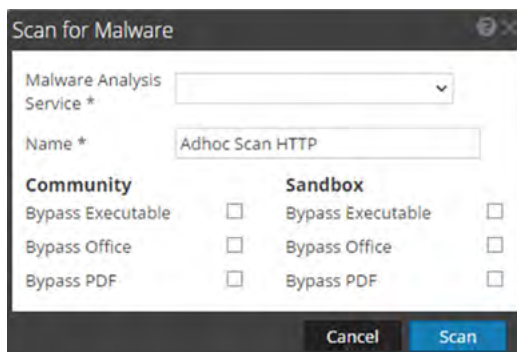 Scan for Malware
Malware Analysis
Service *
Name * Adhoc Scan HTTP
Community Sandbox
Bypass Executable Bypass Executable
Bypass Office Bypass Office
Bypass PDF Bypass PDF
Cancel Scan